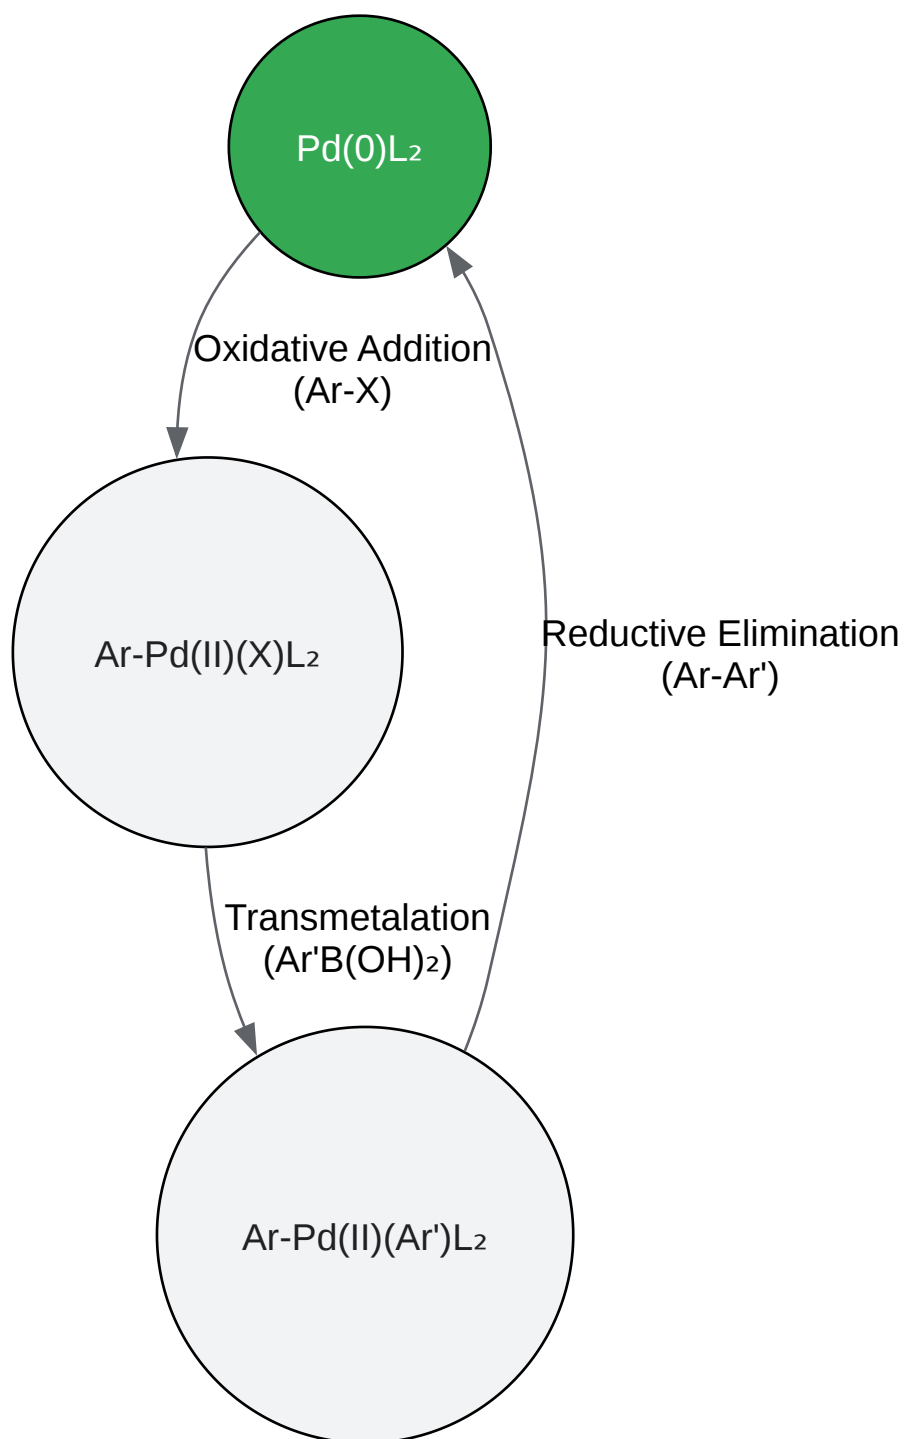 Pd(0)L₂
Oxidative Addition
(Ar-X)
Ar-Pd(II)(X)L₂
Reductive Elimination
(Ar-Ar')
Transmetalation
(Ar'B(OH)₂)
Ar-Pd(II)(Ar')L₂